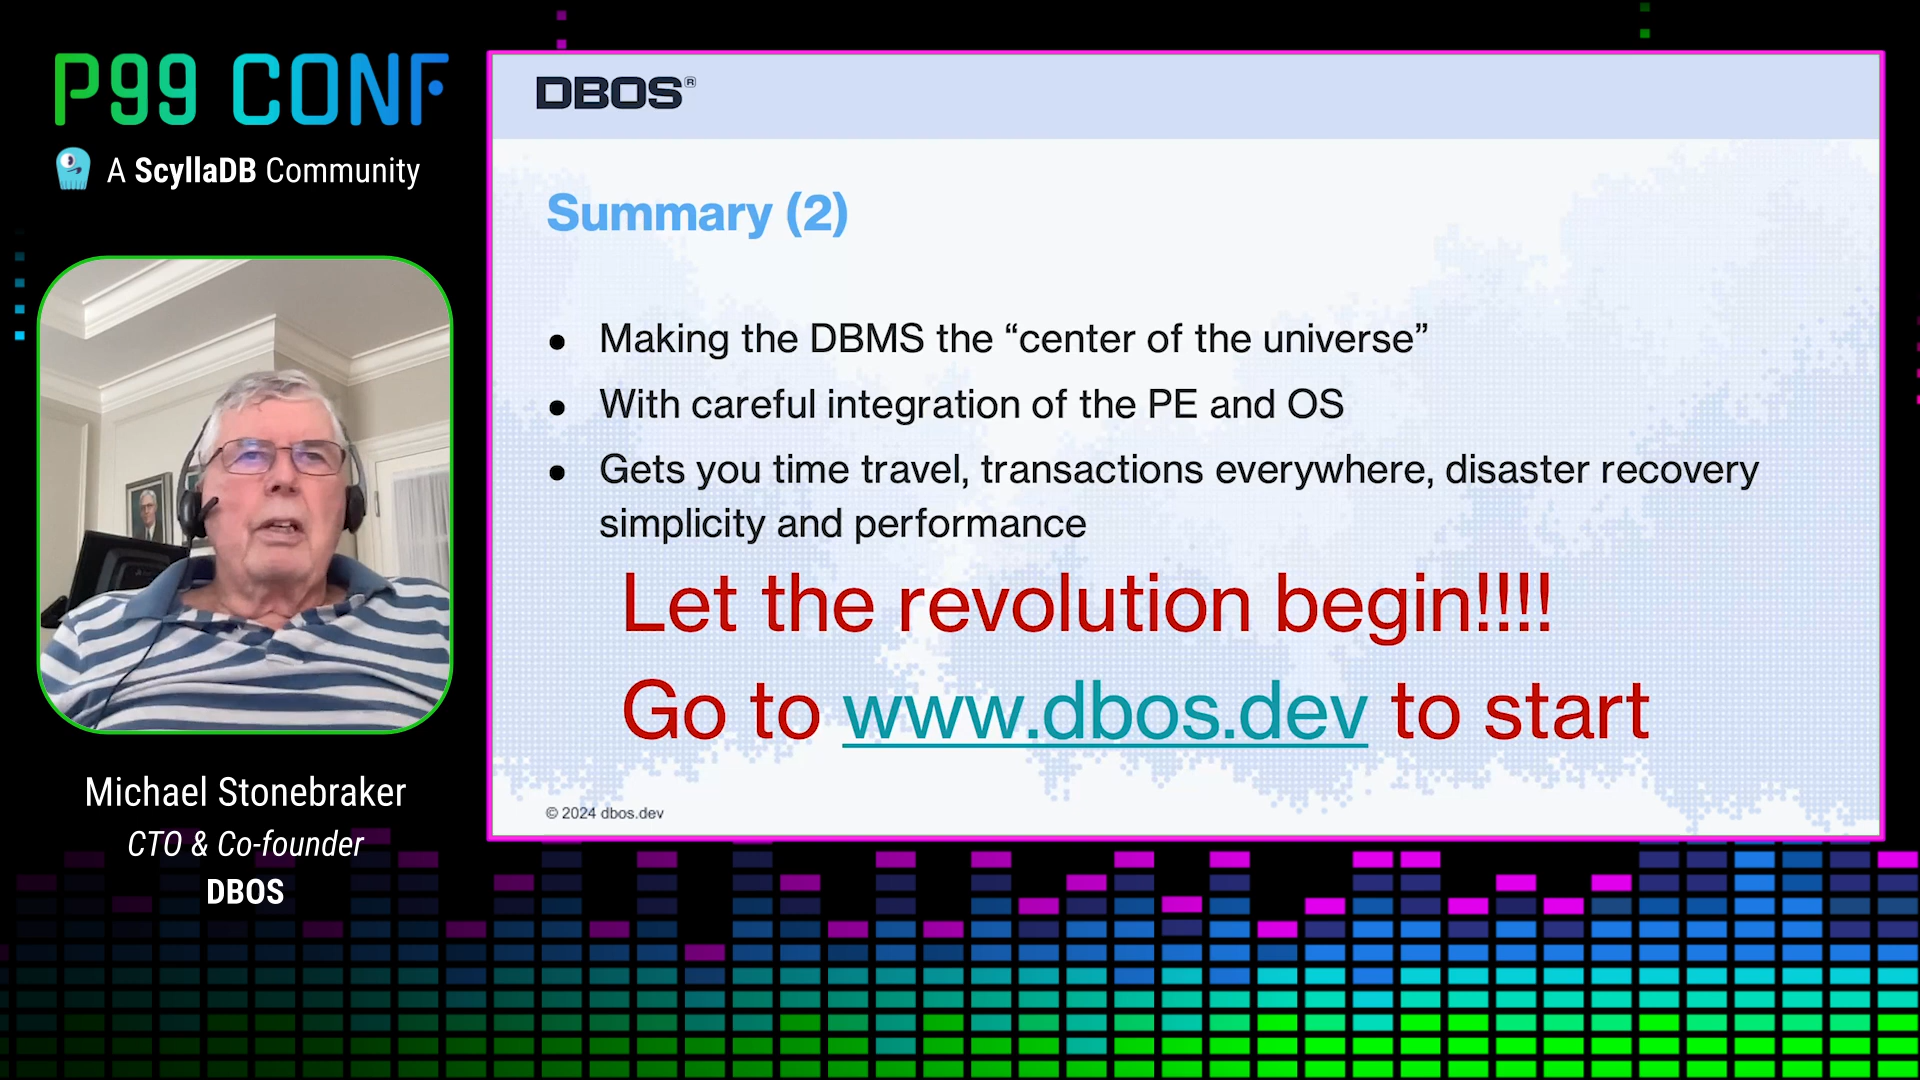 P99 CONF
A ScyllaDB Community
Michael Stonebraker
CTO & Co-founder
DBOS
DBOS®
Summary (2)
● Making the DBMS the “center of the universe”
● With careful integration of the PE and OS
● Gets you time travel, transactions everywhere, disaster recovery
simplicity and performance
Let the revolution begin!!!!
Go to www.dbos.dev to start
© 2024 dbos.dev